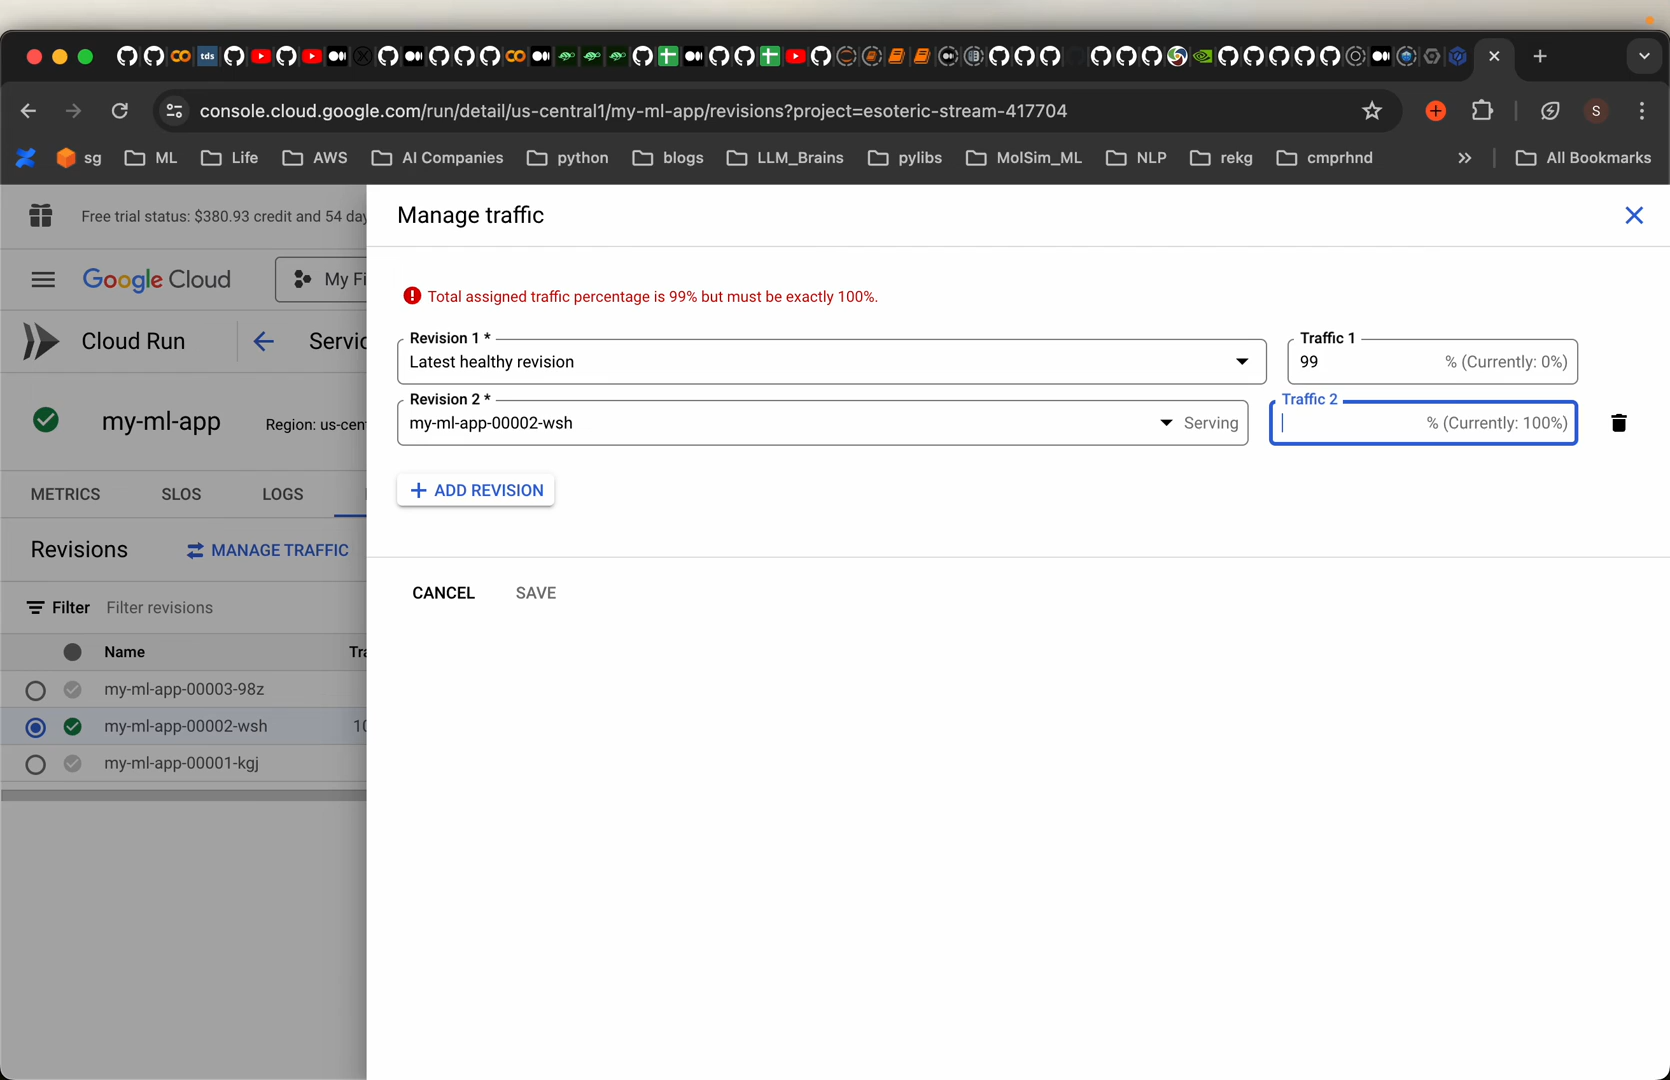 tds
console.cloud.google.com/run/detail/us-central1/my-ml-app/revisions?project=esoteric-stream-417704
S
sg ML Life AWS AI Companies python blogs LLM_Brains pylibs MolSim_ML NLP rekg cmprhnd » All Bookmarks
Free trial status: $380.93 credit and 54 day
Manage traffic
Google Cloud My Fi
Total assigned traffic percentage is 99% but must be exactly 100%.
Cloud Run Servic
Revision 1 * Traffic 1
Latest healthy revision 99 % (Currently: 0%)
Revision 2 * Traffic 2
my-ml-app-00002-wsh Serving % (Currently: 100%)
my-ml-app Region: us-cent
METRICS SLOS LOGS
+ ADD REVISION
Revisions MANAGE TRAFFIC
CANCEL SAVE
Filter Filter revisions
Name Tra
my-ml-app-00003-98z
my-ml-app-00002-wsh 10
my-ml-app-00001-kgj